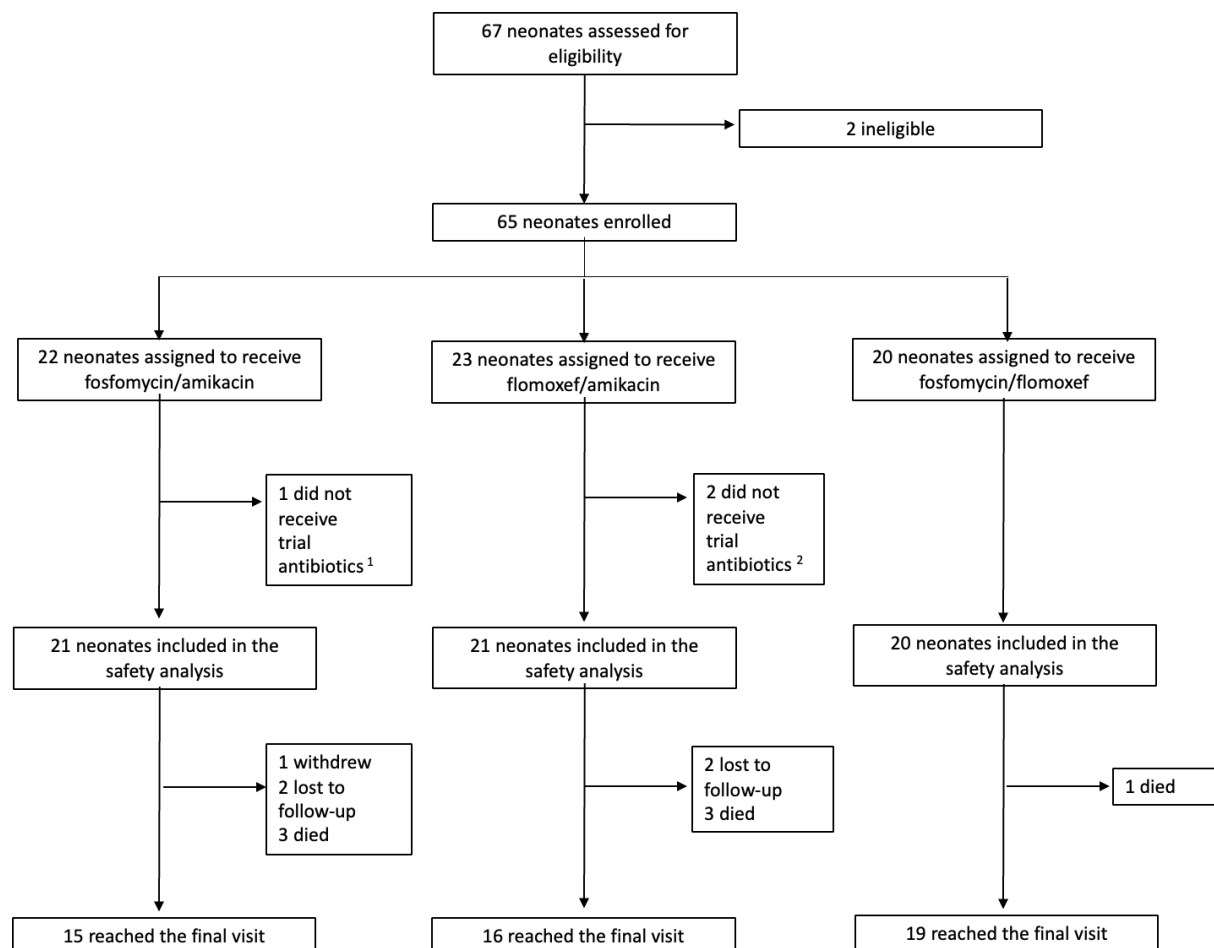 67 neonates assessed for
eligibility
2 ineligible
65 neonates enrolled
22 neonates assigned to receive
fosfomycin/amikacin
23 neonates assigned to receive
flomoxef/amikacin
20 neonates assigned to receive
fosfomycin/flomoxef
1 did not
receive
trial
antibiotics 1
2 did not
receive
trial
antibiotics 2
21 neonates included in the
safety analysis
21 neonates included in the
safety analysis
20 neonates included in the
safety analysis
1 withdrew
2 lost to
follow-up
3 died
2 lost to
follow-up
3 died
1 died
15 reached the final visit
16 reached the final visit
19 reached the final visit